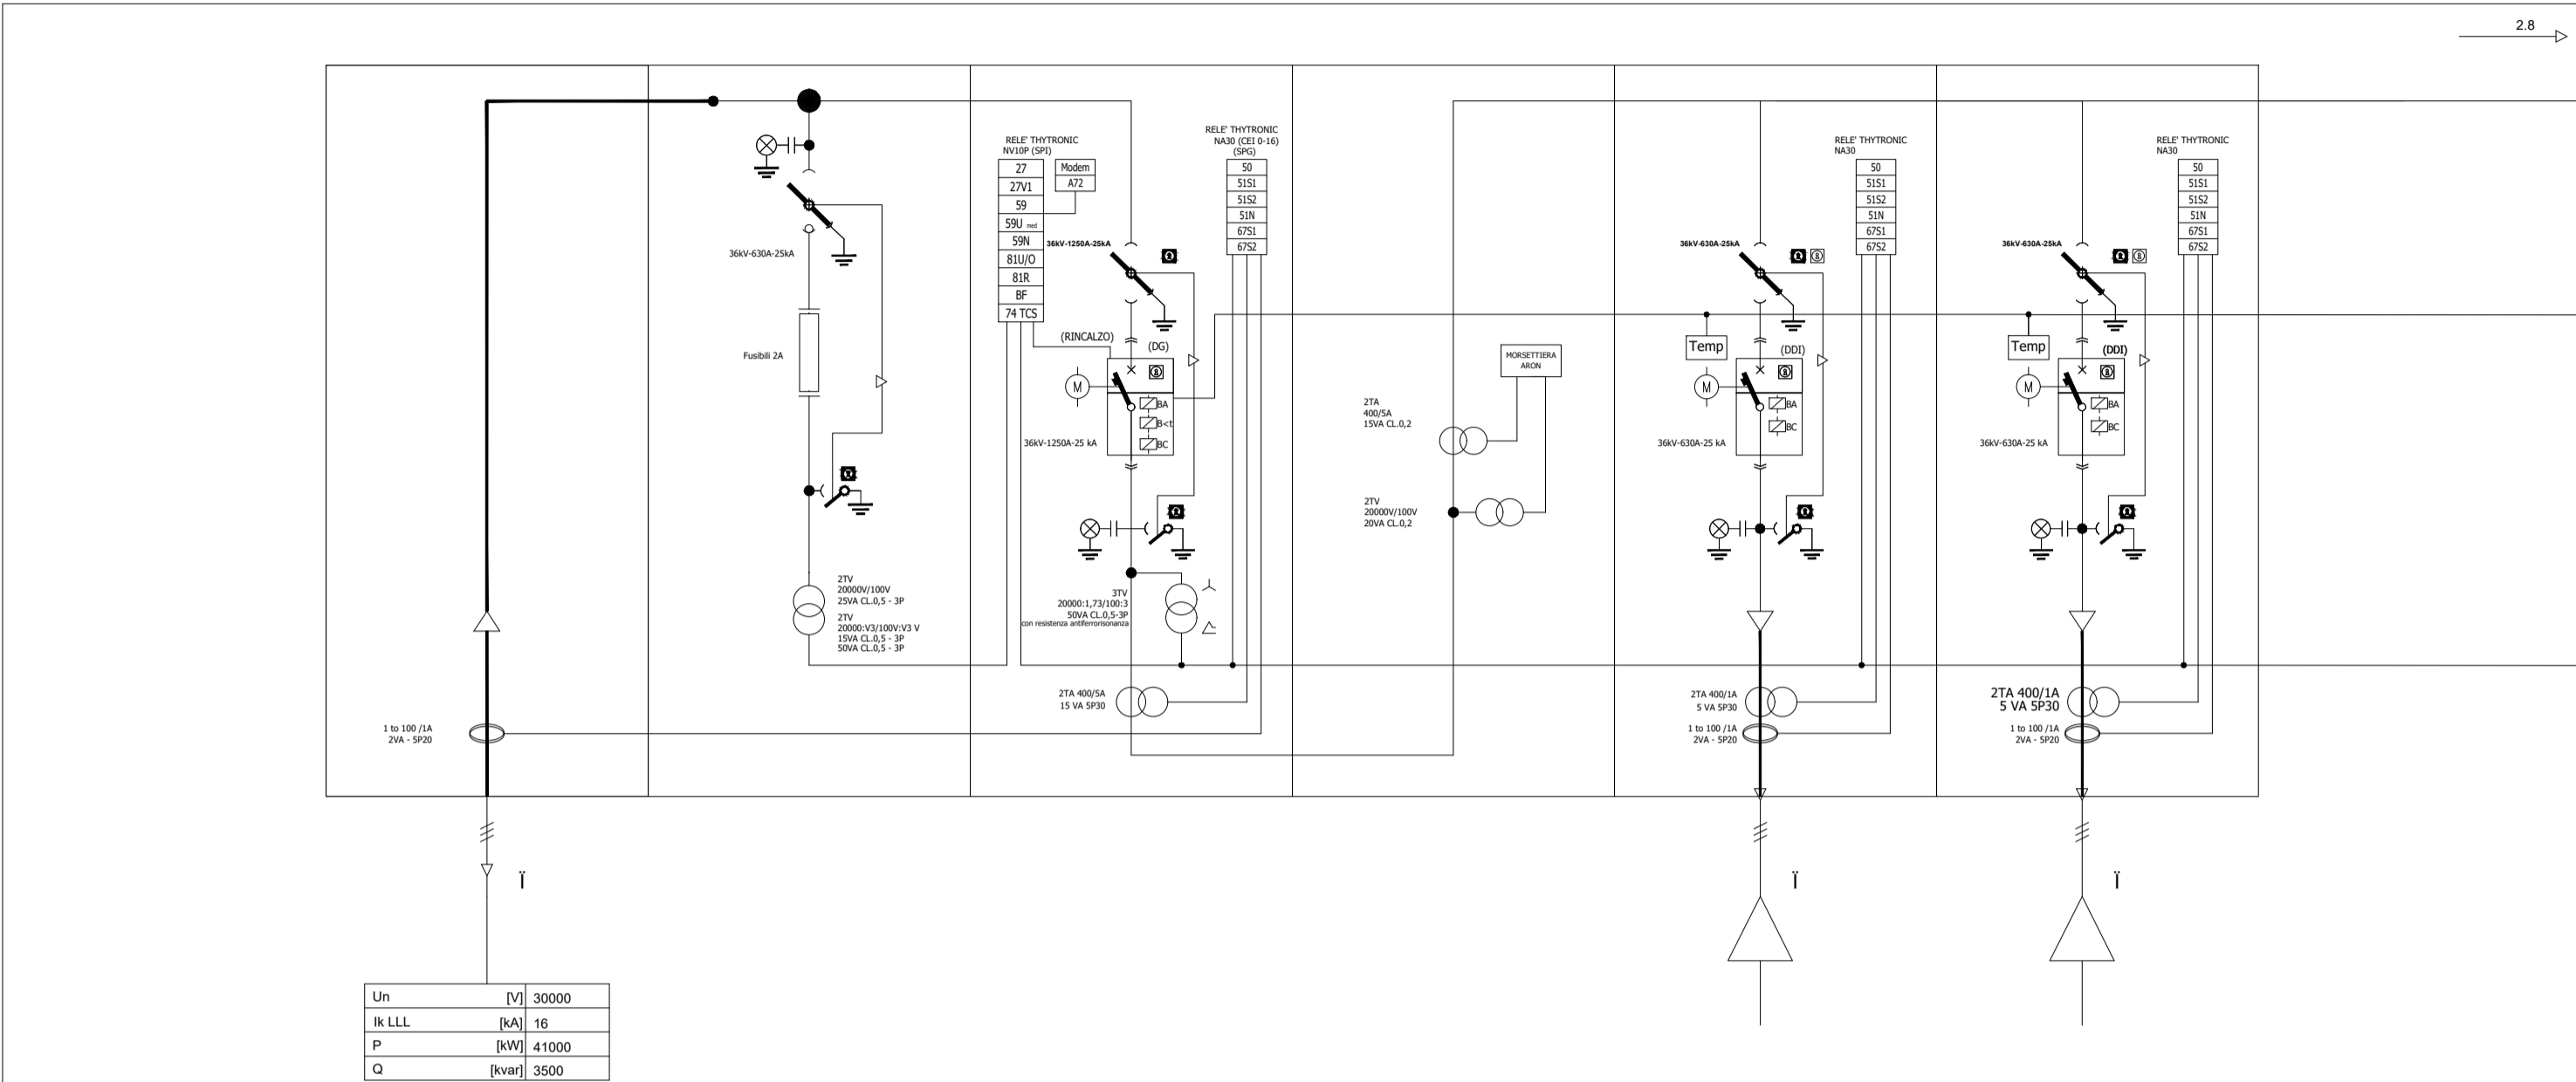 2.8
36kV-630A-25kA
Fusibili 2A
2TV
20000V/100V
25VA CL.0,5 - 3P
2TV
20000:V3/100V:V3 V
15VA CL.0,5 - 3P
50VA CL.0,5 - 3P
1 to 100 /1A
2VA - 5P20
RELE' THYTRONIC
NV10P (SPI)
27
27V1
59
59U med
59N
81U/O
81R
BF
74 TCS
Modem
A72
RELE' THYTRONIC
NA30 (CEI 0-16)
(SPG)
50
51S1
51S2
51N
67S1
67S2
36kV-1250A-25kA
(RINCALZO)
(DG)
M
BA
B<t
BC
36kV-1250A-25 kA
3TV
20000:1,73/100:3
50VA CL.0,5-3P
con resistenza antiferrorisonanza
2TA 400/5A
15 VA 5P30
MORSETTIERA
ARON
2TA
400/5A
15VA CL.0,2
2TV
20000V/100V
20VA CL.0,2
RELE' THYTRONIC
NA30
50
51S1
51S2
51N
67S1
67S2
36kV-630A-25kA
Temp
(DDI)
M
BA
BC
36kV-630A-25 kA
2TA 400/1A
5 VA 5P30
1 to 100 /1A
2VA - 5P20
RELE' THYTRONIC
NA30
50
51S1
51S2
51N
67S1
67S2
36kV-630A-25kA
Temp
(DDI)
M
BA
BC
36kV-630A-25 kA
2TA 400/1A
5 VA 5P30
1 to 100 /1A
2VA - 5P20
Ï
Ï
Ï
Un [V] 30000
Ik LLL [kA] 16
P [kW] 41000
Q [kvar] 3500